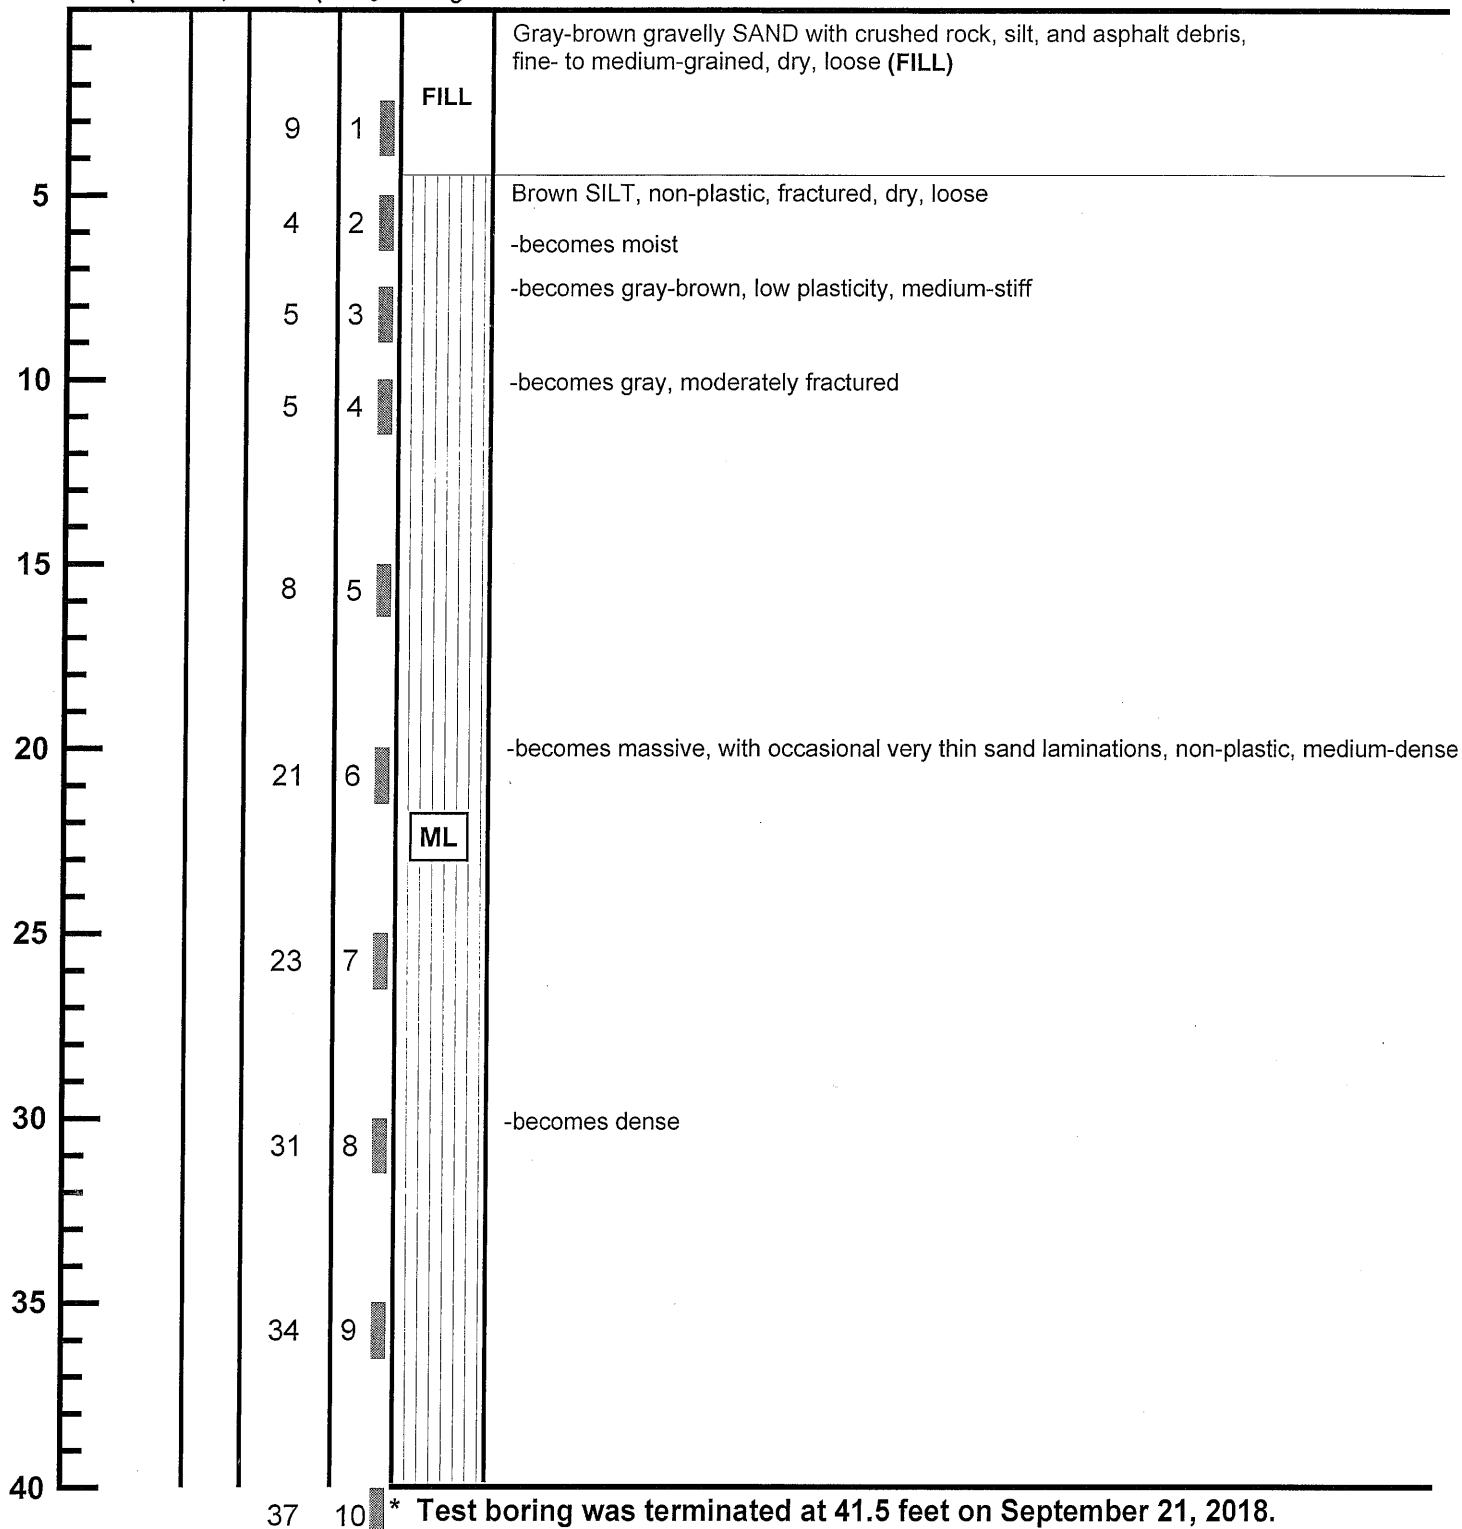 Gray-brown gravelly SAND with crushed rock, silt, and asphalt debris,
fine- to medium-grained, dry, loose (FILL)
FILL
9 1
5
Brown SILT, non-plastic, fractured, dry, loose
4 2
-becomes moist
-becomes gray-brown, low plasticity, medium-stiff
5 3
10
-becomes gray, moderately fractured
5 4
15
8 5
20
-becomes massive, with occasional very thin sand laminations, non-plastic, medium-dense
21 6
ML
25
23 7
30
-becomes dense
31 8
35
34 9
40
37 10 * Test boring was terminated at 41.5 feet on September 21, 2018.